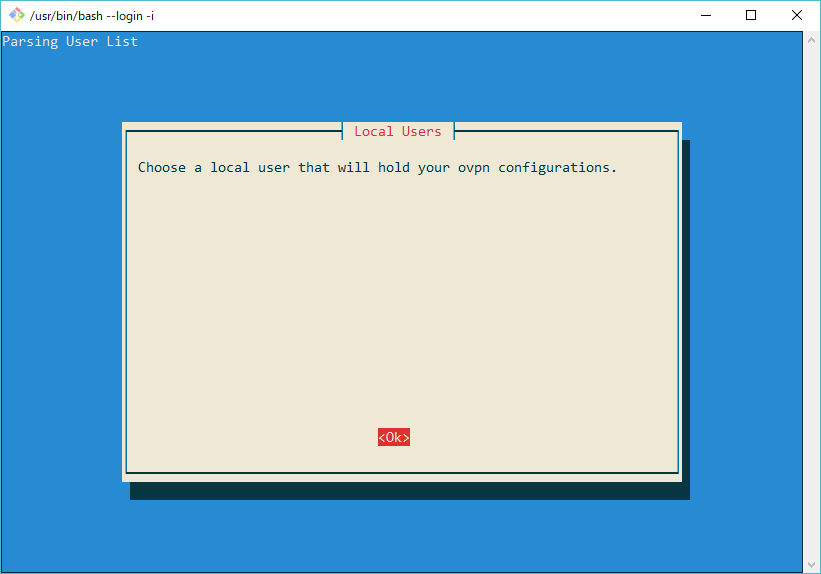 /usr/bin/bash --login -i
Parsing User List
Local Users
Choose a local user that will hold your ovpn configurations.
<Ok>